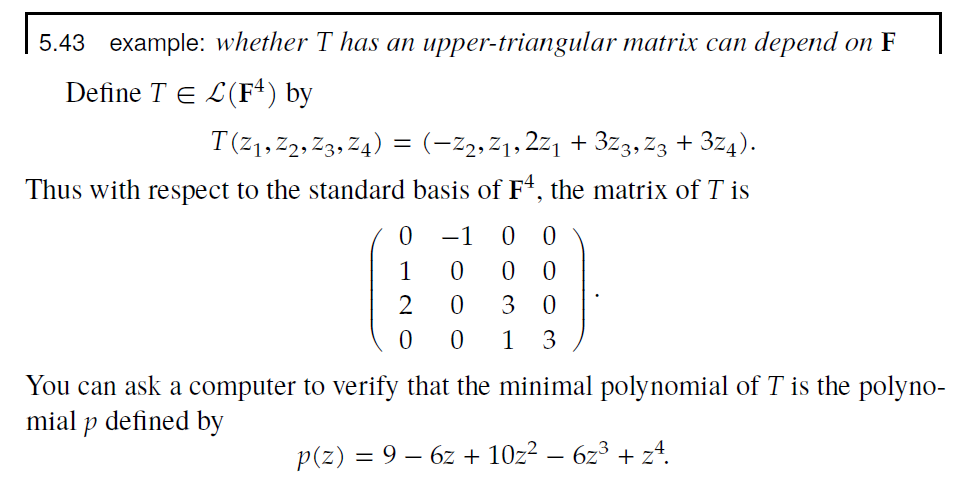 5.43 example: whether T has an upper-triangular matrix can depend on F
Define T ∈ ℒ(F⁴) by
T(z₁, z₂, z₃, z₄) = (−z₂, z₁, 2z₁ + 3z₃, z₃ + 3z₄).
Thus with respect to the standard basis of F⁴, the matrix of T is
0 −1 0 0
1 0 0 0
2 0 3 0
0 0 1 3
.
You can ask a computer to verify that the minimal polynomial of T is the polyno-
mial p defined by
p(z) = 9 − 6z + 10z² − 6z³ + z⁴.